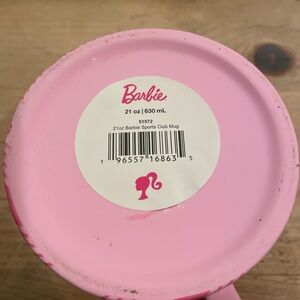 Barbie
21 oz | 630 mL
51572
21oz Barbie Sports Club Mug
1 96557 16863 5